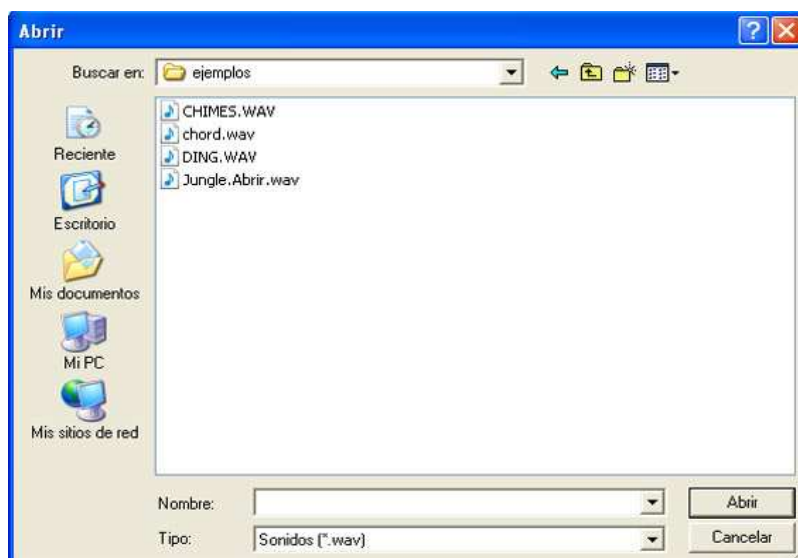 Abrir
Buscar en: ejemplos
CHIMES.WAV
chord.wav
DING.WAV
Jungle.Abrir.wav
Reciente
Escritorio
Mis documentos
Mi PC
Mis sitios de red
Nombre: Abrir
Tipo: Sonidos (*.wav) Cancelar